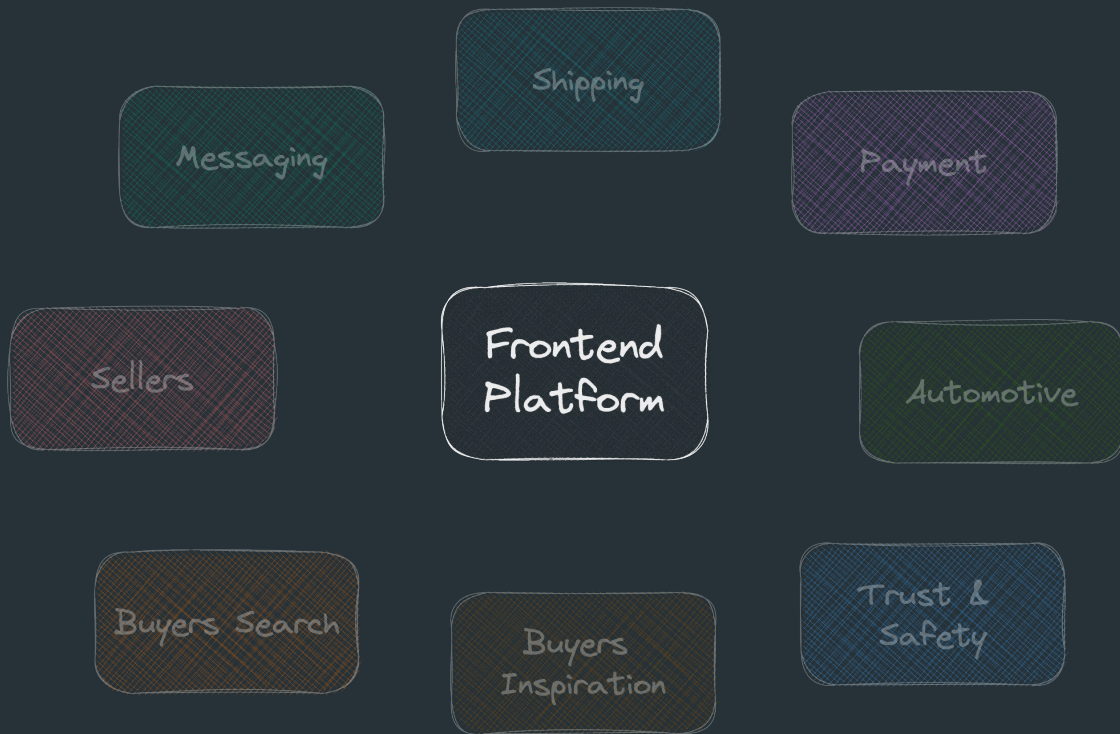 Shipping
Messaging
Payment
Frontend
Platform
Sellers
Automotive
Trust &
Safety
Buyers Search
Buyers
Inspiration